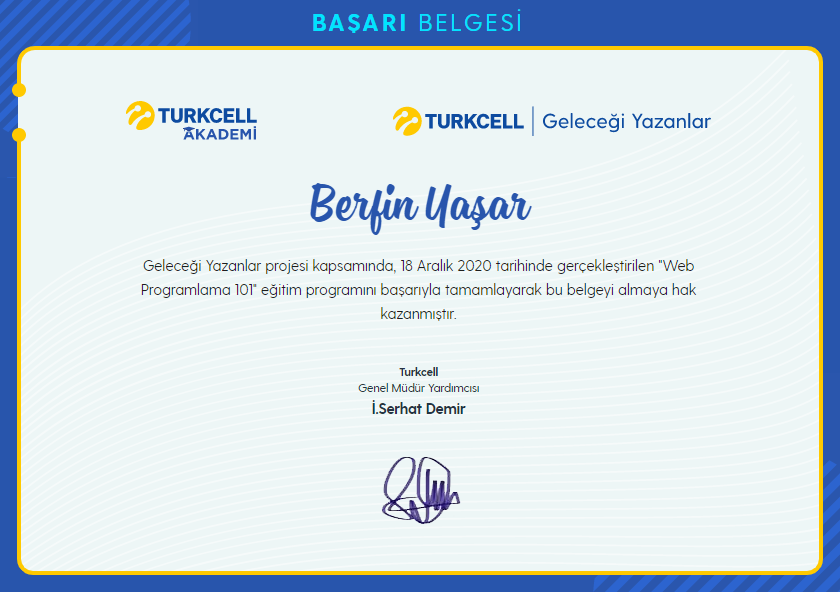 BAŞARI BELGESİ
TURKCELL
AKADEMİ
TURKCELL | Geleceği Yazanlar
Berfin Yaşar
Geleceği Yazanlar projesi kapsamında, 18 Aralık 2020 tarihinde gerçekleştirilen "Web
Programlama 101" eğitim programını başarıyla tamamlayarak bu belgeyi almaya hak
kazanmıştır.
Turkcell
Genel Müdür Yardımcısı
İ.Serhat Demir